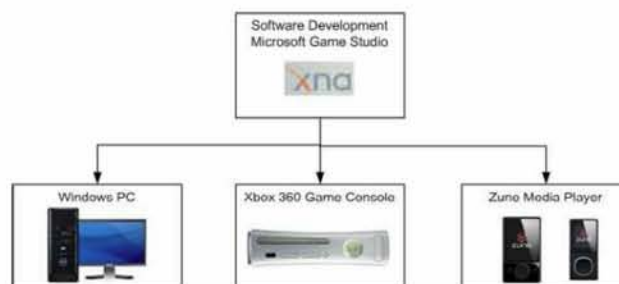 Software Development
Microsoft Game Studio
xna
Windows PC
Xbox 360 Game Console
Zune Media Player